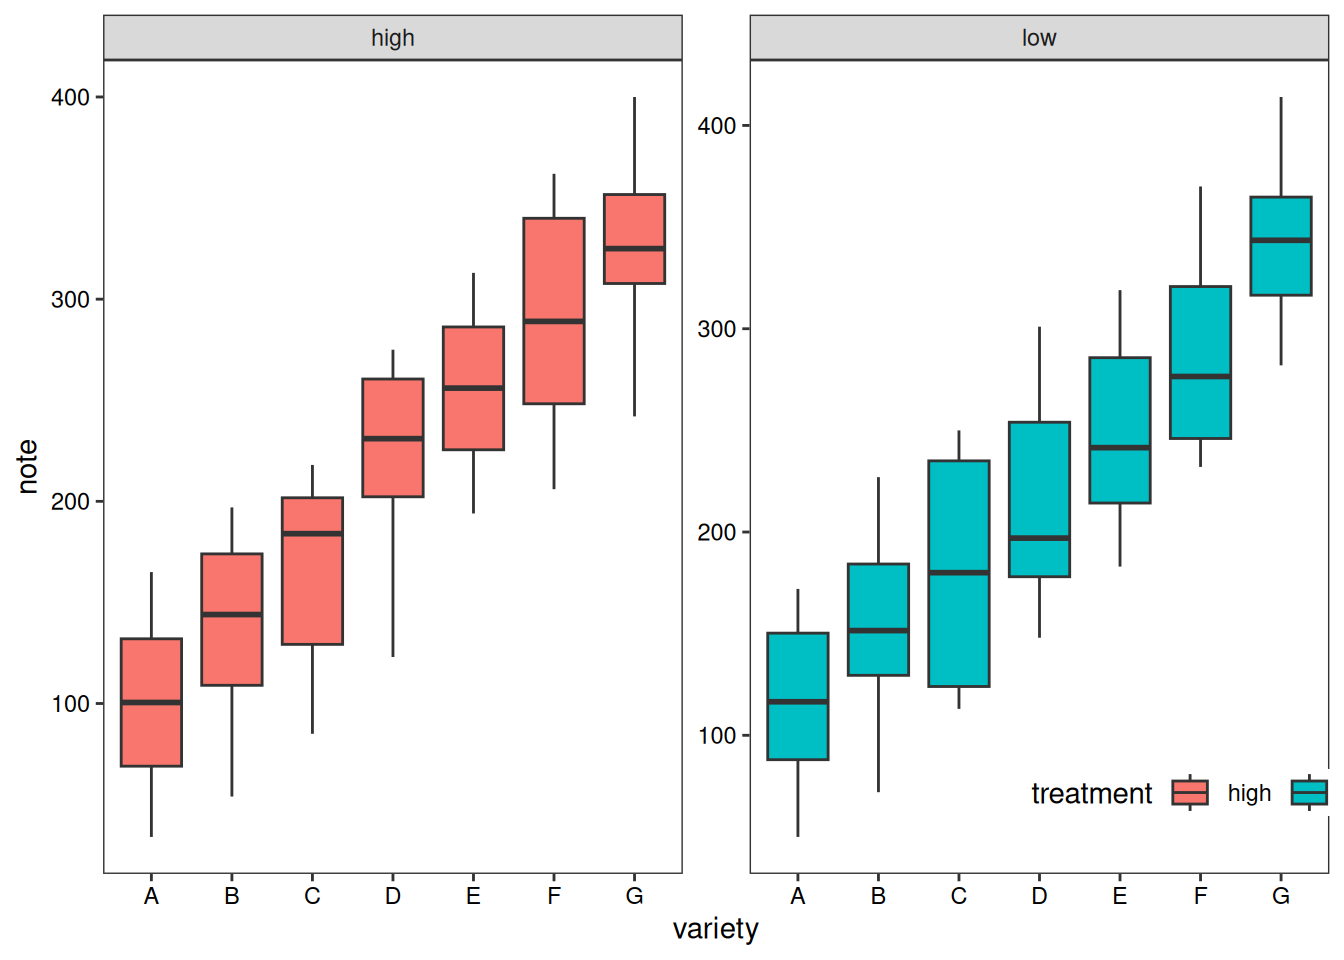 high
low
400
300
200
100
400
300
200
100
note
treatment high
A B C D E F G
A B C D E F G
variety